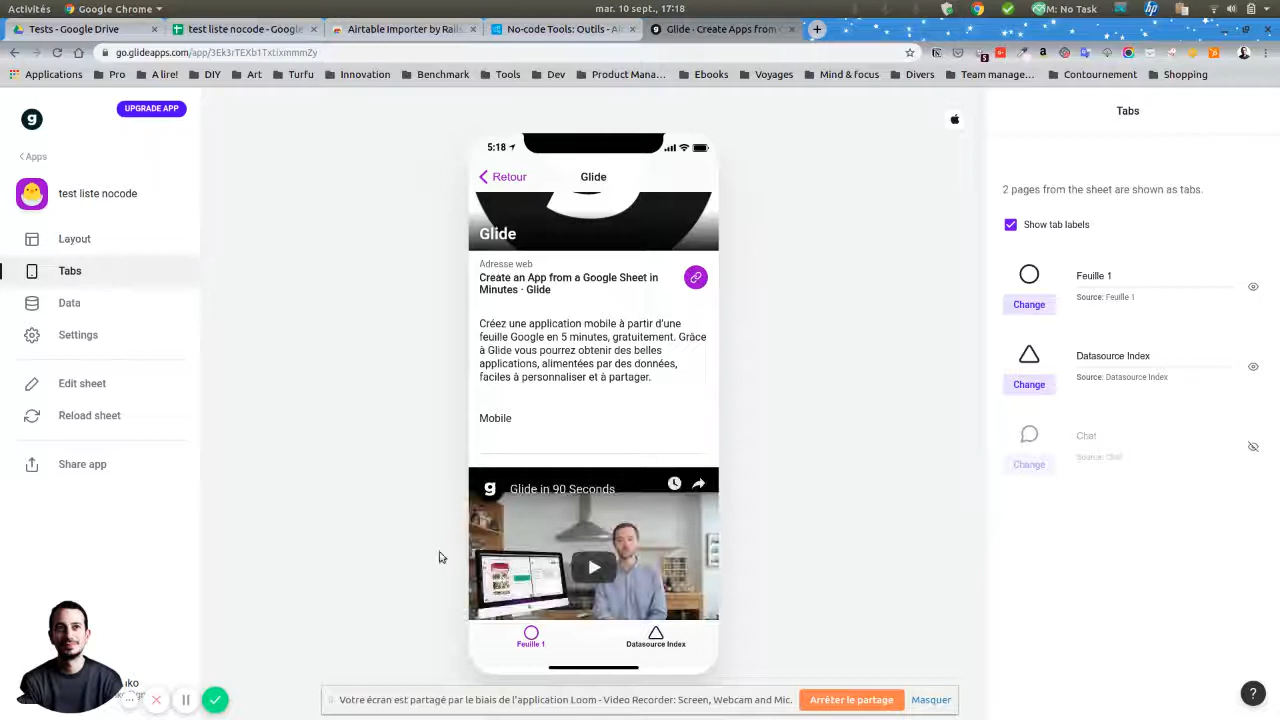 Activités Google Chrome mar. 10 sept., 17:18 M: No Task
Tests - Google Drive test liste nocode - Googl Airtable Importer by Rails No-code Tools: Outils - Ai Glide · Create Apps from
go.glideapps.com/app/3Ek3rTEXb1TxtixmmmZy
Applications Pro A lire! DIY Art Turfu Innovation Benchmark Tools Dev Product Mana... Ebooks Voyages Mind & focus Divers Team manage... Contournement Shopping
g UPGRADE APP
Apps
test liste nocode
Layout
Tabs
Data
Settings
Edit sheet
Reload sheet
Share app
5:18
Retour Glide
Glide
Adresse web
Create an App from a Google Sheet in
Minutes · Glide
Créez une application mobile à partir d'une
feuille Google en 5 minutes, gratuitement. Grâce
à Glide vous pourrez obtenir des belles
applications, alimentées par des données,
faciles à personnaliser et à partager.
Mobile
g Glide in 90 Seconds
Feuille 1 Datasource Index
Tabs
2 pages from the sheet are shown as tabs.
Show tab labels
Feuille 1
Change Source: Feuille 1
Datasource Index
Change Source: Datasource Index
Chat
Change Source: Chat
Votre écran est partagé par le biais de l'application Loom - Video Recorder: Screen, Webcam and Mic. Arrêter le partage Masquer
?